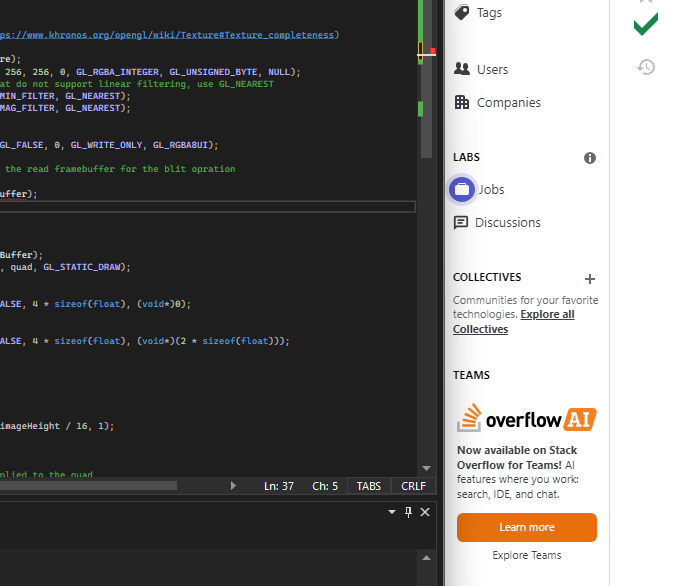 ps://www.khronos.org/opengl/wiki/Texture#Texture_completeness)
re);
256, 256, 0, GL_RGBA_INTEGER, GL_UNSIGNED_BYTE, NULL);
at do not support linear filtering, use GL_NEAREST
MIN_FILTER, GL_NEAREST);
MAG_FILTER, GL_NEAREST);
GL_FALSE, 0, GL_WRITE_ONLY, GL_RGBA8UI);
the read framebuffer for the blit opration
uffer);
Buffer);
, quad, GL_STATIC_DRAW);
ALSE, 4 * sizeof(float), (void*)0);
ALSE, 4 * sizeof(float), (void*)(2 * sizeof(float)));
imageHeight / 16, 1);
plied to the quad
Ln: 37 Ch: 5 TABS CRLF
Tags
Users
Companies
LABS
Jobs
Discussions
COLLECTIVES
Communities for your favorite
technologies. Explore all
Collectives
TEAMS
overflow AI
Now available on Stack
Overflow for Teams! AI
features where you work:
search, IDE, and chat.
Learn more
Explore Teams